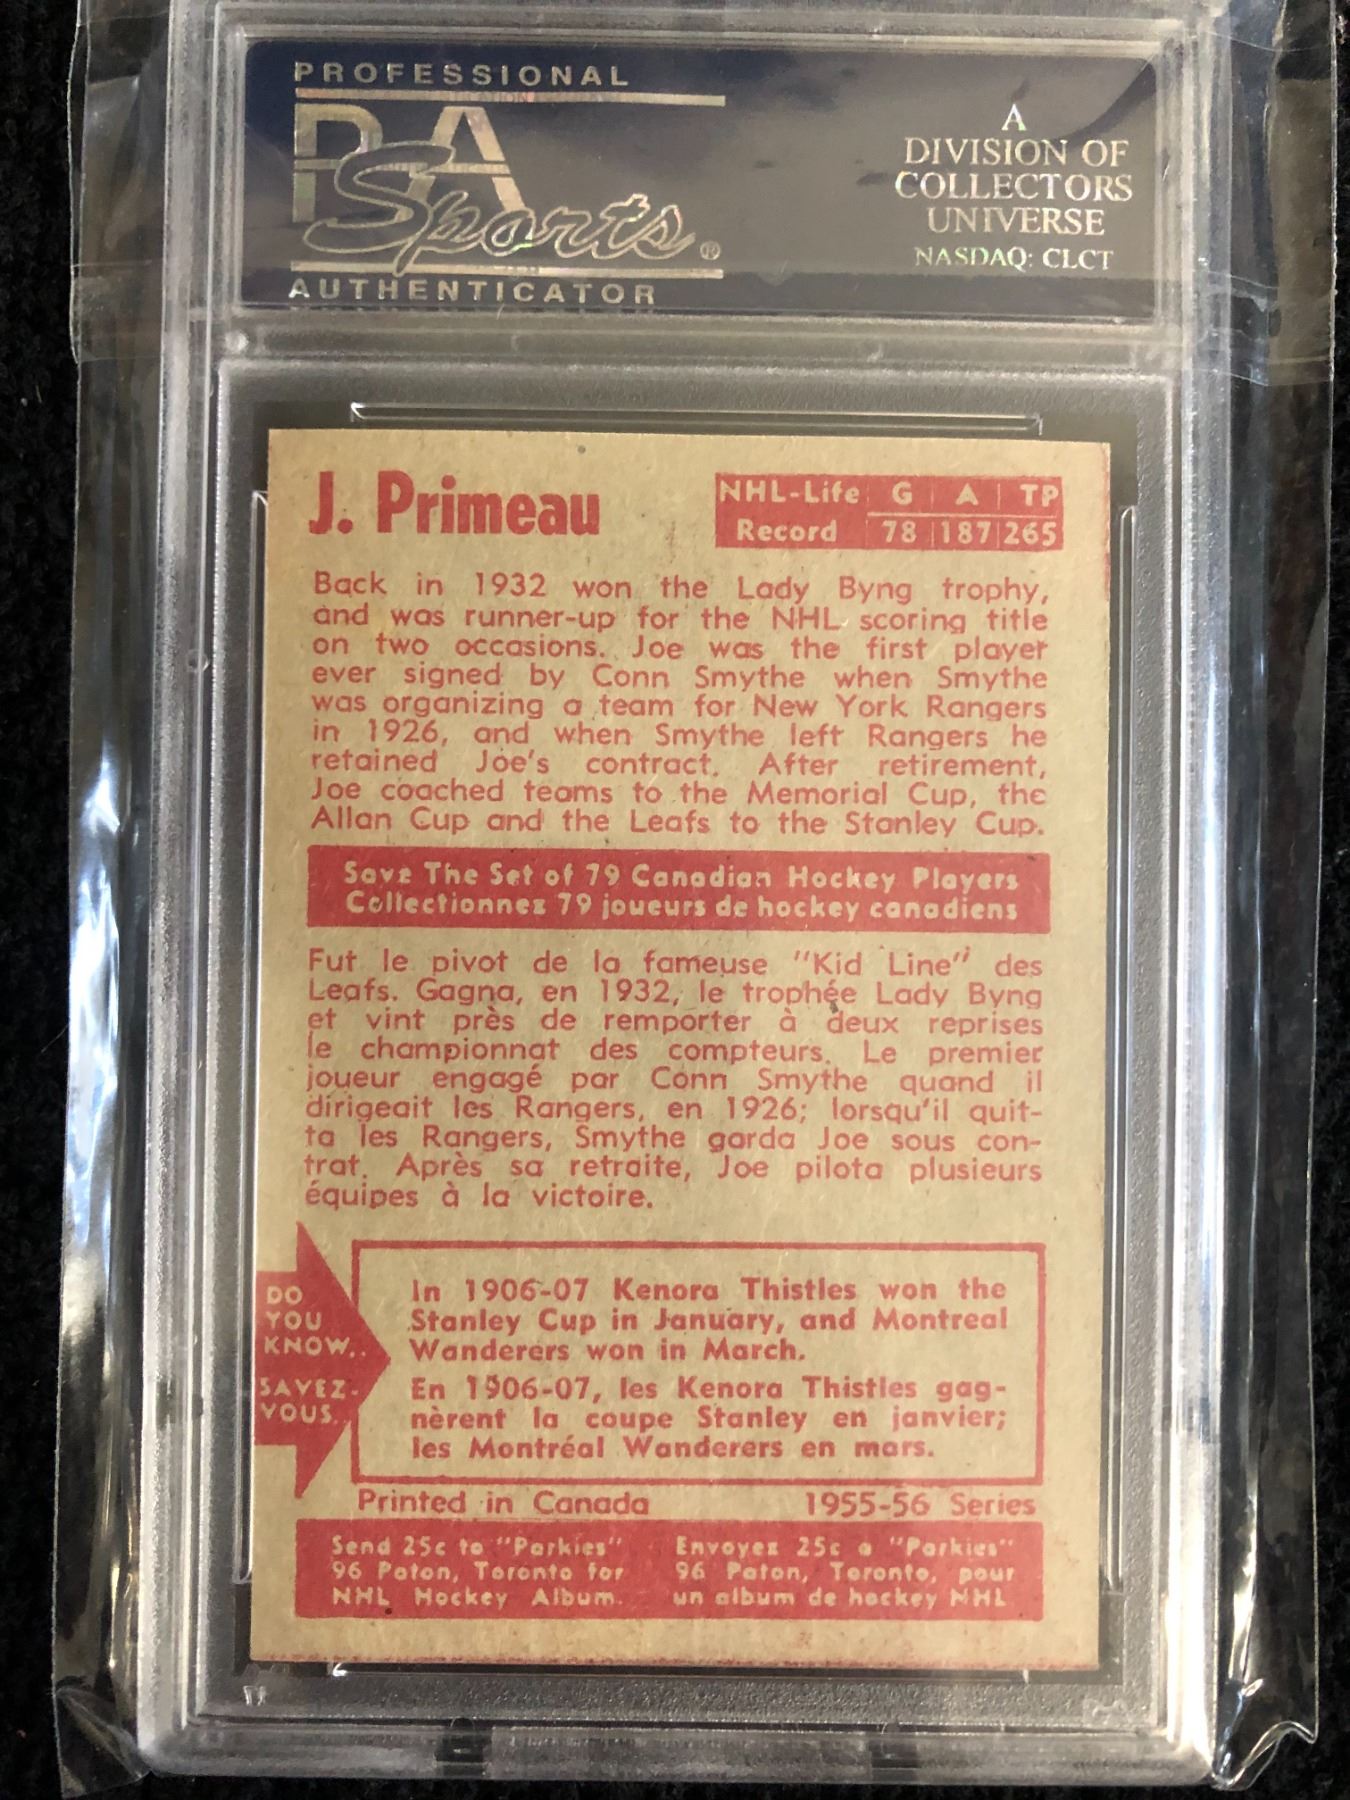 PROFESSIONAL
PSA
Sports®
AUTHENTICATOR
A
DIVISION OF
COLLECTORS
UNIVERSE
NASDAQ: CLCT
J. Primeau
NHL-Life G A TP
Record 78 187 265
Back in 1932 won the Lady Byng trophy,
and was runner-up for the NHL scoring title
on two occasions. Joe was the first player
ever signed by Conn Smythe when Smythe
was organizing a team for New York Rangers
in 1926, and when Smythe left Rangers he
retained Joe's contract. After retirement,
Joe coached teams to the Memorial Cup, the
Allan Cup and the Leafs to the Stanley Cup.
Save The Set of 79 Canadian Hockey Players
Collectionnez 79 joueurs de hockey canadiens
Fut le pivot de la fameuse "Kid Line" des
Leafs. Gagna, en 1932, le trophée Lady Byng
et vint près de remporter à deux reprises
le championnat des compteurs. Le premier
joueur engagé par Conn Smythe quand il
dirigeait les Rangers, en 1926; lorsqu'il quit-
ta les Rangers, Smythe garda Joe sous con-
trat. Après sa retraite, Joe pilota plusieurs
équipes à la victoire.
DO
YOU
KNOW..
SAVEZ-
VOUS..
In 1906-07 Kenora Thistles won the
Stanley Cup in January, and Montreal
Wanderers won in March.
En 1906-07, les Kenora Thistles gag-
nèrent la coupe Stanley en janvier;
les Montréal Wanderers en mars.
Printed in Canada 1955-56 Series
Send 25c to "Parkies"
96 Paton, Toronto for
NHL Hockey Album.
Envoyez 25c a "Parkies"
96 Paton, Toronto, pour
un album de hockey NHL